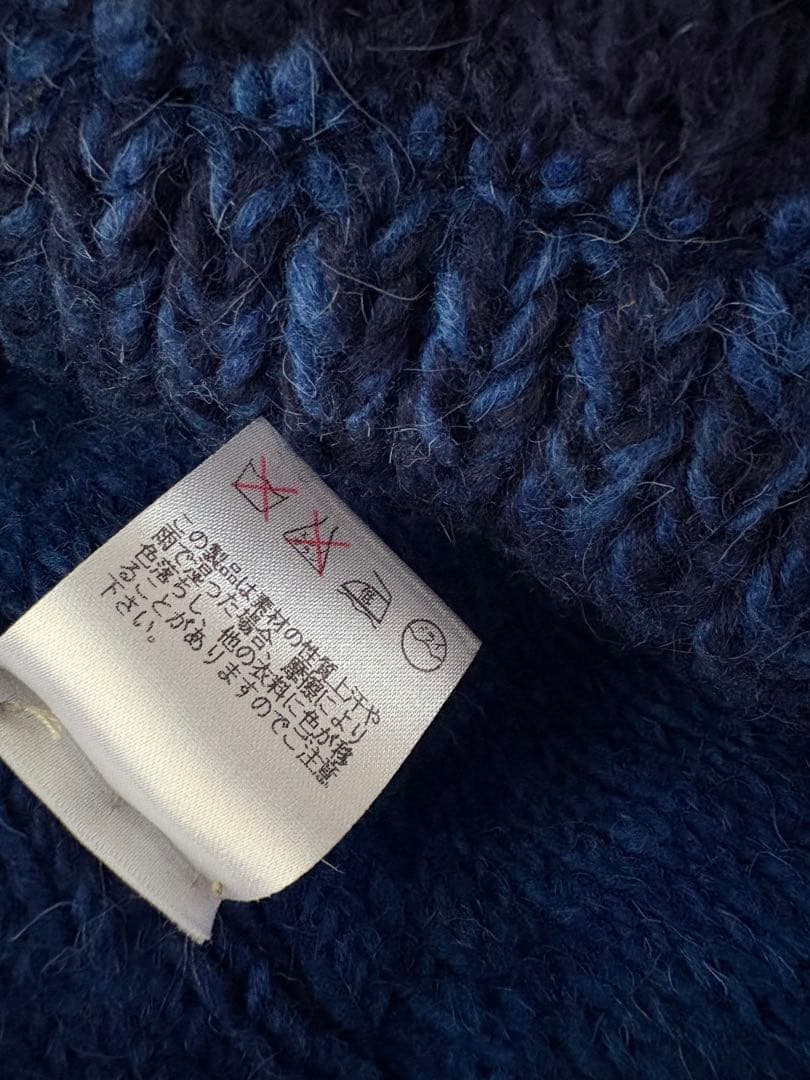 この製品は素材の性質上汗や
雨で湿った場合、摩擦により
色落ちし、他の衣料に色が移
ることがありますのでご注意
下さい。